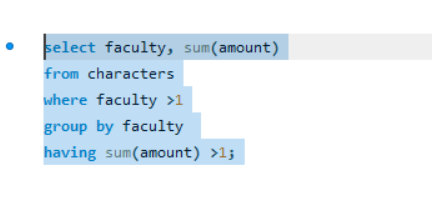 select faculty, sum(amount)
from characters
where faculty >1
group by faculty
having sum(amount) >1;